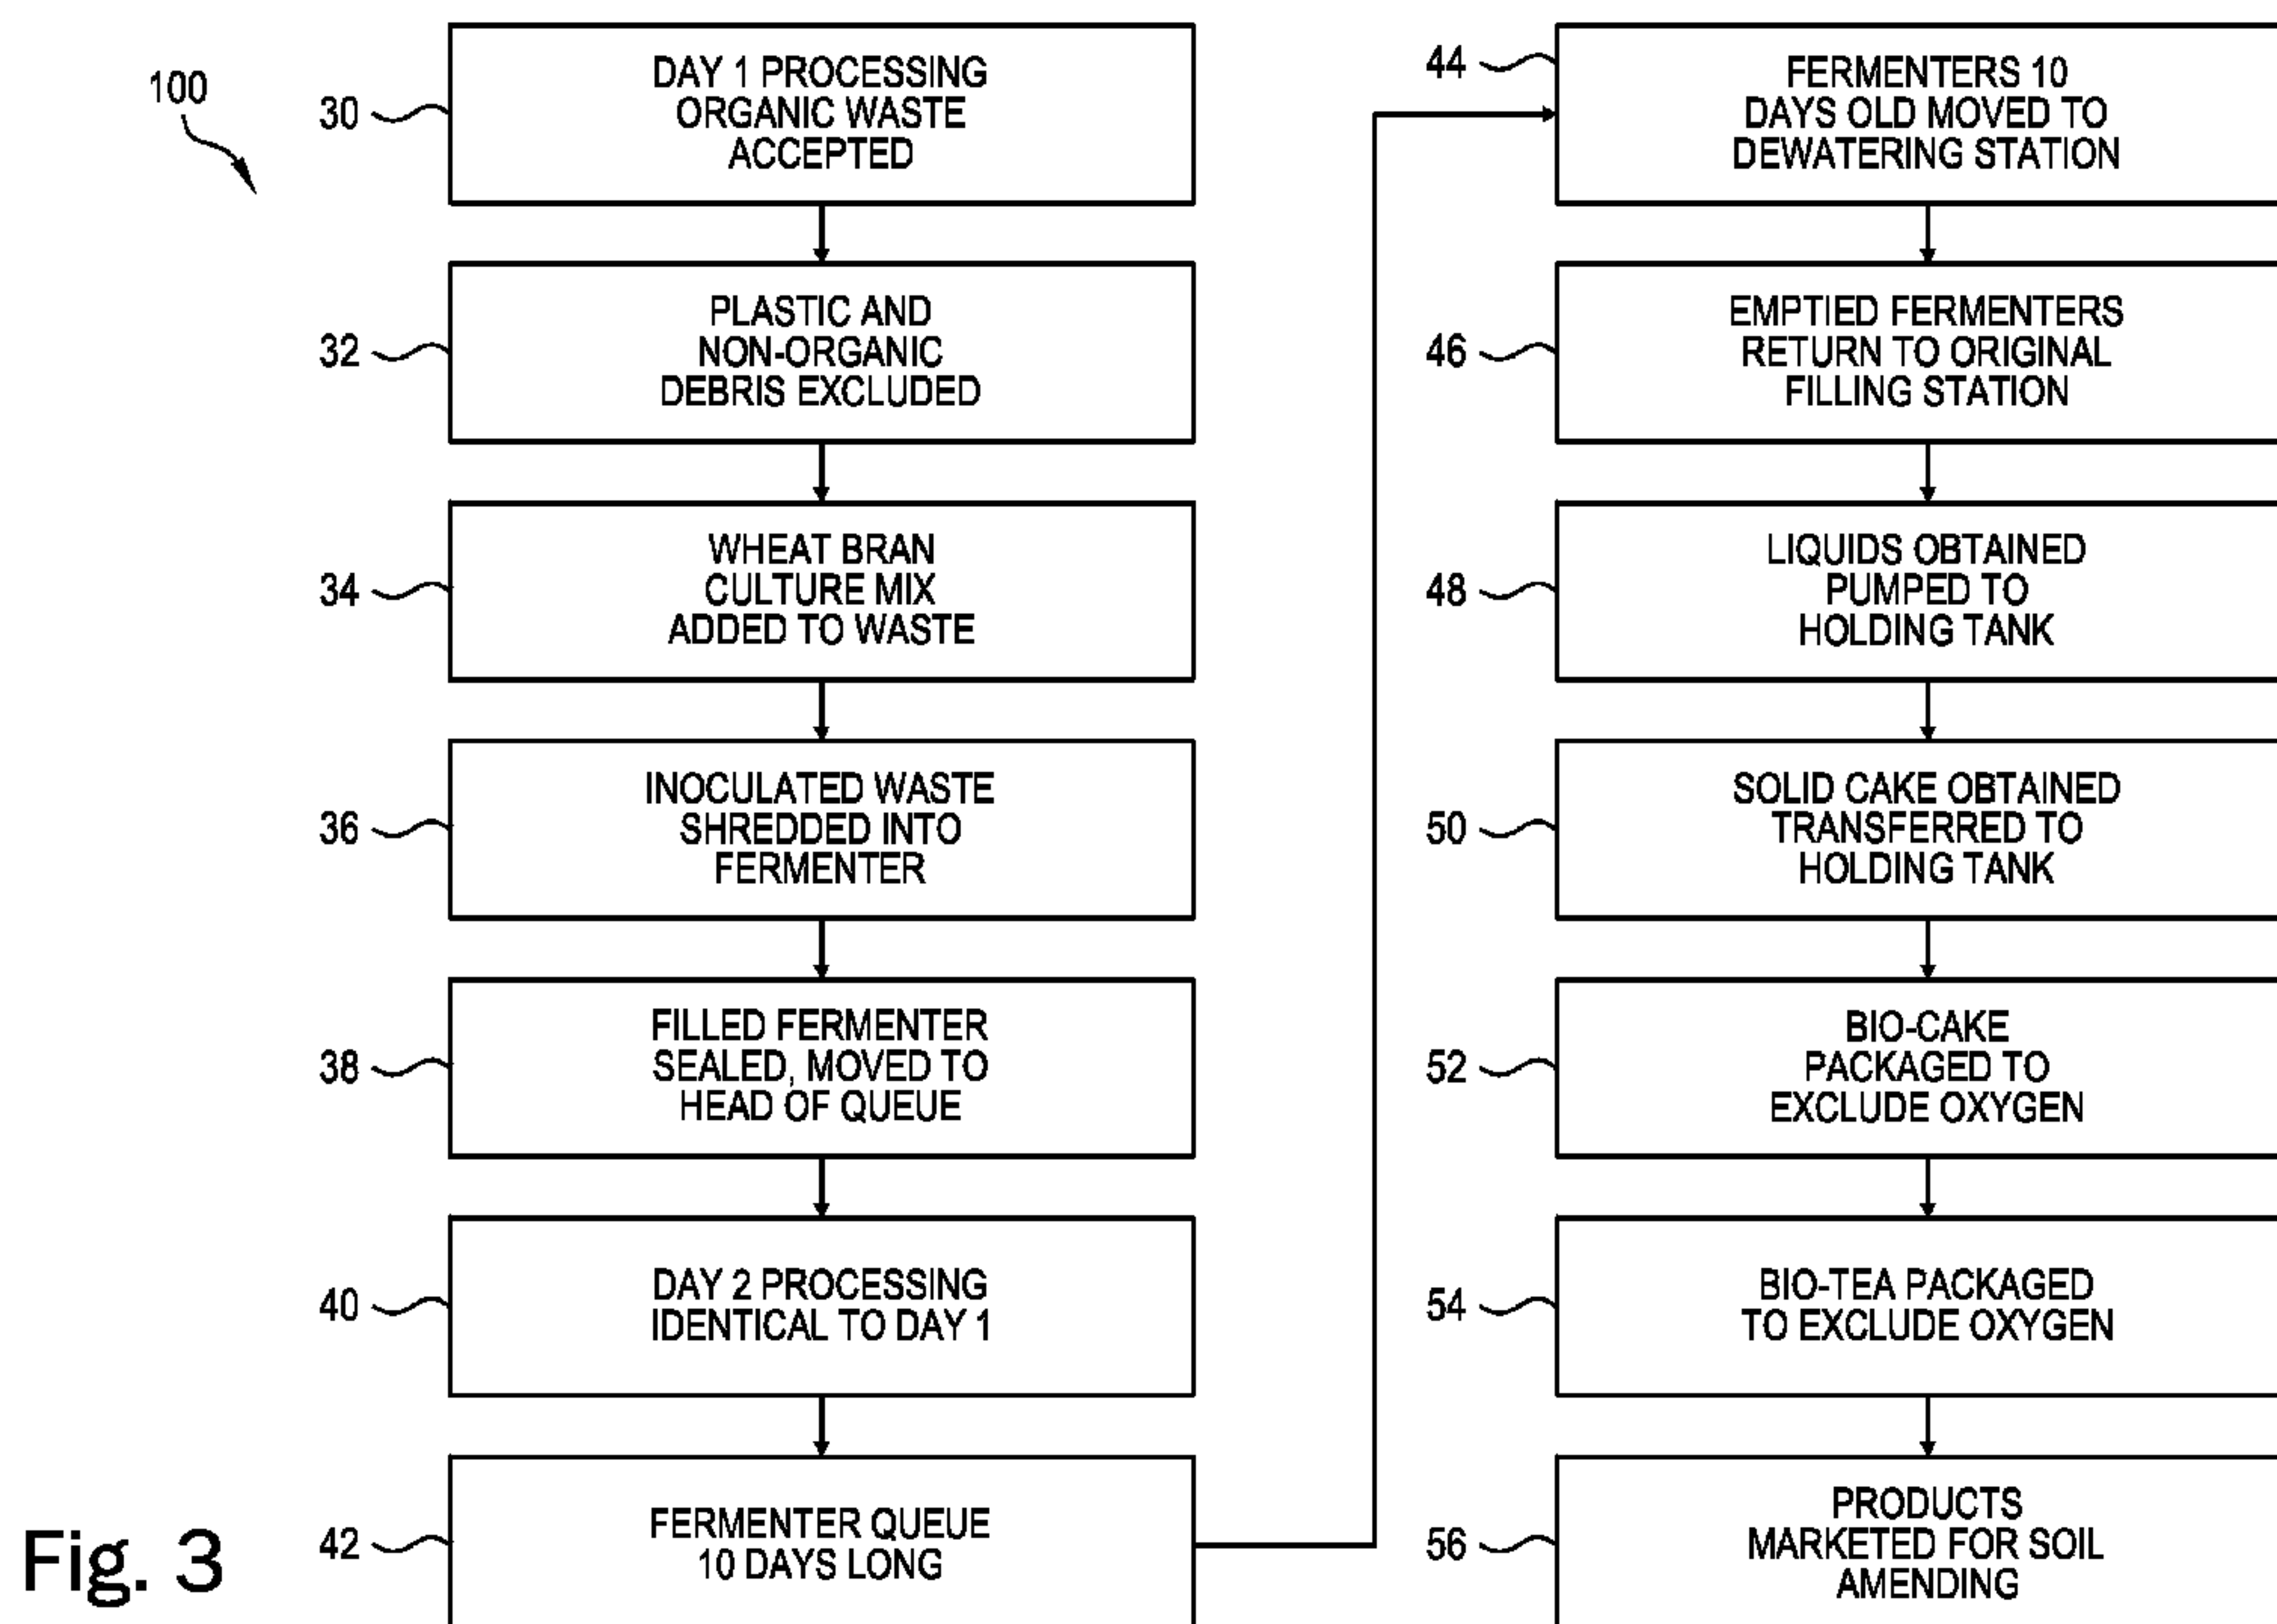 100
30
DAY 1 PROCESSING
ORGANIC WASTE
ACCEPTED
32
PLASTIC AND
NON-ORGANIC
DEBRIS EXCLUDED
34
WHEAT BRAN
CULTURE MIX
ADDED TO WASTE
36
INOCULATED WASTE
SHREDDED INTO
FERMENTER
38
FILLED FERMENTER
SEALED, MOVED TO
HEAD OF QUEUE
40
DAY 2 PROCESSING
IDENTICAL TO DAY 1
42
FERMENTER QUEUE
10 DAYS LONG
44
FERMENTERS 10
DAYS OLD MOVED TO
DEWATERING STATION
46
EMPTIED FERMENTERS
RETURN TO ORIGINAL
FILLING STATION
48
LIQUIDS OBTAINED
PUMPED TO
HOLDING TANK
50
SOLID CAKE OBTAINED
TRANSFERRED TO
HOLDING TANK
52
BIO-CAKE
PACKAGED TO
EXCLUDE OXYGEN
54
BIO-TEA PACKAGED
TO EXCLUDE OXYGEN
56
PRODUCTS
MARKETED FOR SOIL
AMENDING
Fig. 3